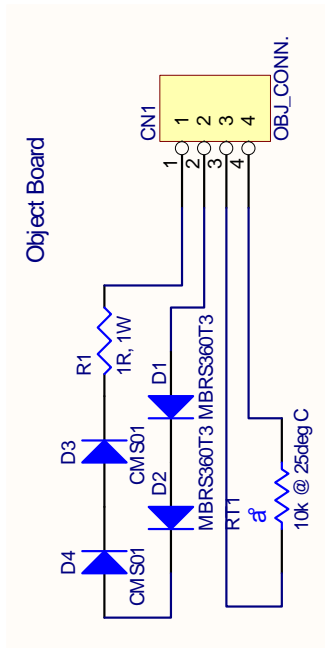 Object Board
CN1
1
2
3
4
1
2
3
4
OBJ_CONN.
R1
1R, 1W
D3
CMS01
D4
CMS01
D1
MBRS360T3
D2
MBRS360T3
RT1
å
10k @ 25deg C